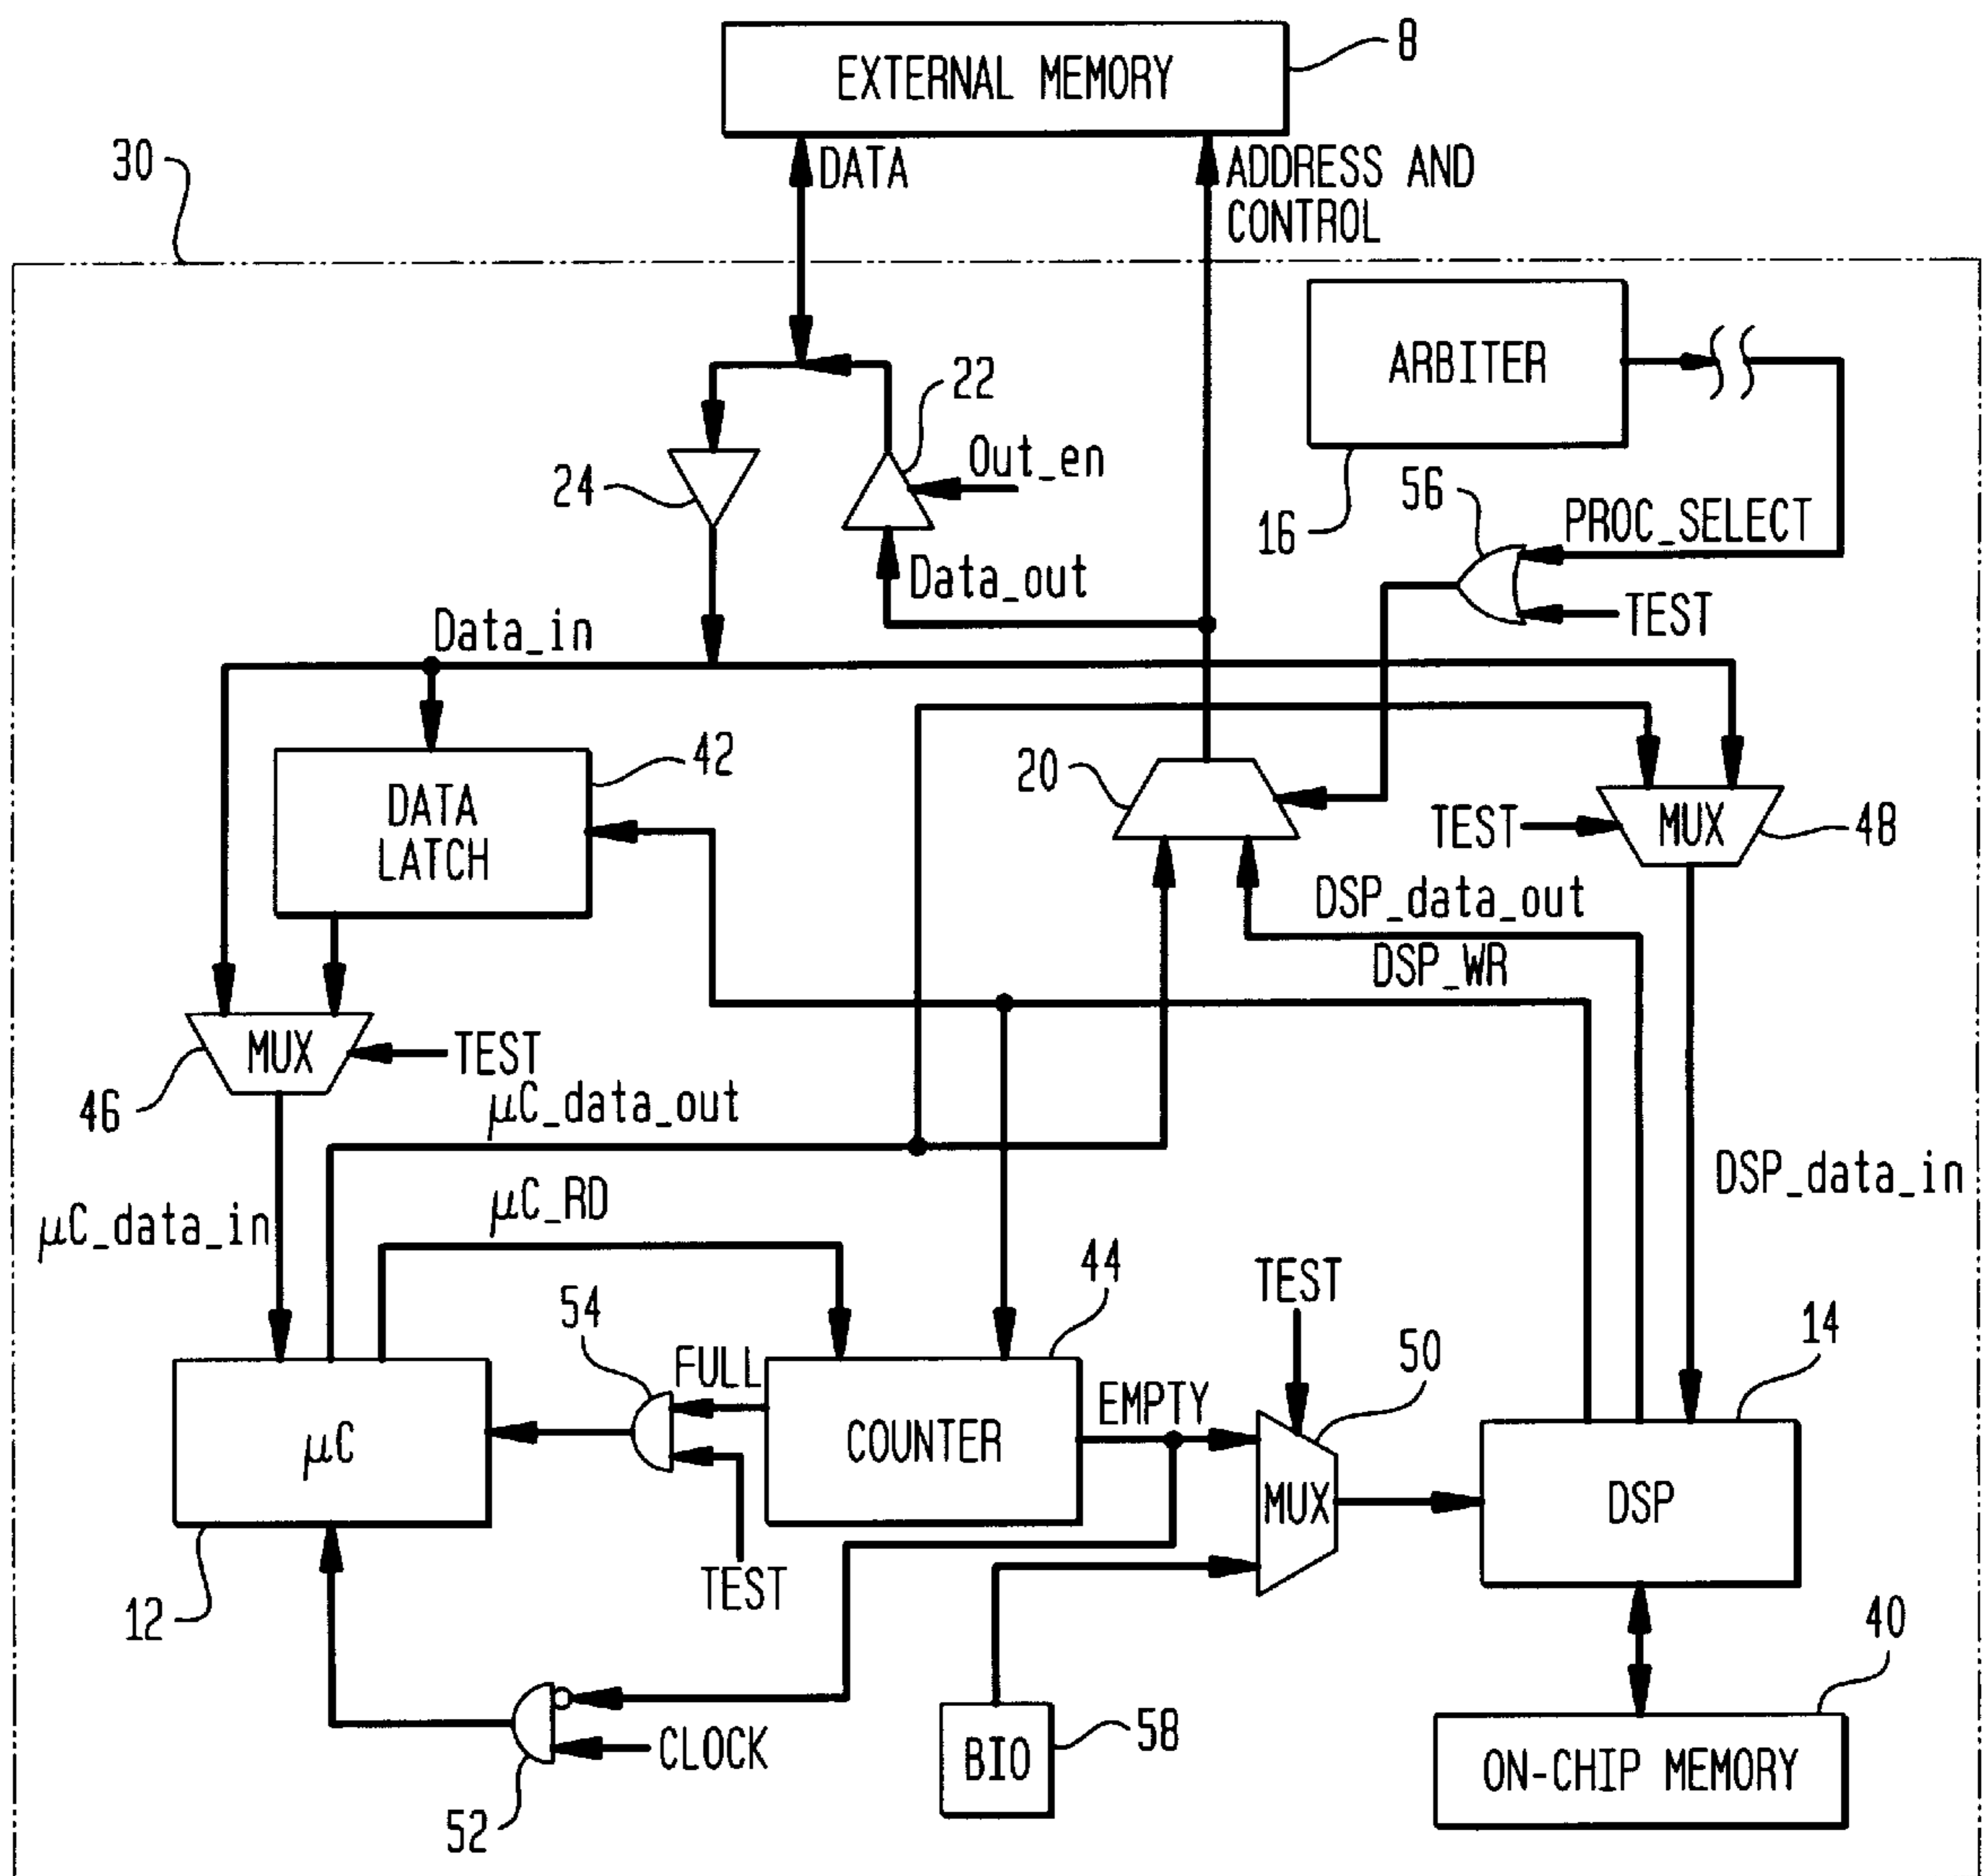 EXTERNAL MEMORY
8
30
DATA
ADDRESS AND
CONTROL
ARBITER
22
24
Out_en
56
16
PROC_SELECT
Data_out
TEST
Data_in
42
20
DATA
LATCH
TEST
MUX
48
DSP_data_out
DSP_WR
MUX
TEST
46
μC_data_out
DSP_data_in
μC_RD
μC_data_in
44
TEST
54
14
50
FULL
EMPTY
μC
COUNTER
MUX
DSP
TEST
12
40
58
CLOCK
BIO
ON-CHIP MEMORY
52